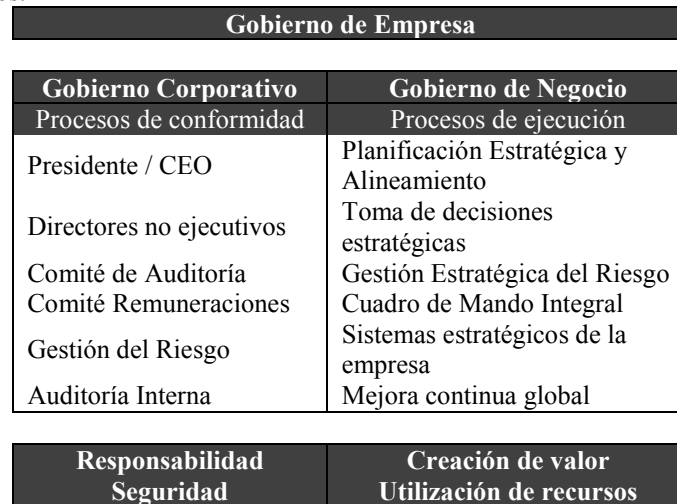 Gobierno de Empresa
Gobierno Corporativo
Gobierno de Negocio
Procesos de conformidad
Procesos de ejecución
Presidente / CEO
Planificación Estratégica y
Alineamiento
Directores no ejecutivos
Toma de decisiones
estratégicas
Comité de Auditoría
Gestión Estratégica del Riesgo
Comité Remuneraciones
Cuadro de Mando Integral
Gestión del Riesgo
Sistemas estratégicos de la
empresa
Auditoría Interna
Mejora continua global
Responsabilidad
Seguridad
Creación de valor
Utilización de recursos